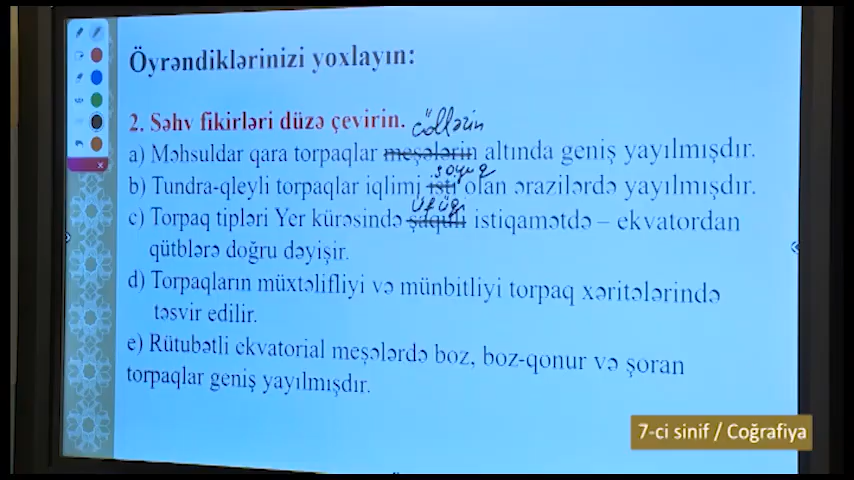 Öyrəndiklərinizi yoxlayın:
2. Səhv fikirləri düzə çevirin.
çöllərin
a) Məhsuldar qara torpaqlar meşələrin altında geniş yayılmışdır.
soyuq
b) Tundra-qleyli torpaqlar iqlimi isti olan ərazilərdə yayılmışdır.
üfüqi
c) Torpaq tipləri Yer kürəsində şaquli istiqamətdə – ekvatordan
qütblərə doğru dəyişir.
d) Torpaqların müxtəlifliyi və münbitliyi torpaq xəritələrində
təsvir edilir.
e) Rütubətli ekvatorial meşələrdə boz, boz-qonur və şoran
torpaqlar geniş yayılmışdır.
7-ci sinif / Coğrafiya